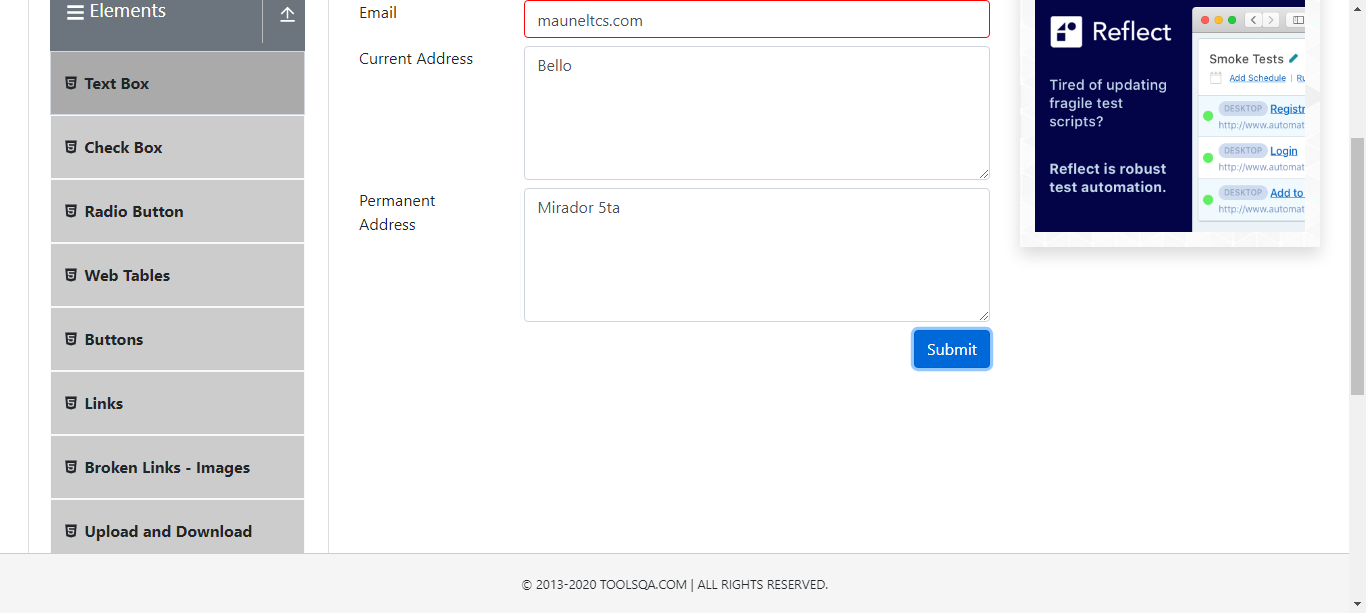 Elements
Text Box
Check Box
Radio Button
Web Tables
Buttons
Links
Broken Links - Images
Upload and Download
Email
mauneltcs.com
Current Address
Bello
Permanent
Address
Mirador 5ta
Submit
Reflect
Tired of updating
fragile test
scripts?
Reflect is robust
test automation.
Smoke Tests
Add Schedule | Ru
DESKTOP Registr
http://www.automat
DESKTOP Login
http://www.automat
DESKTOP Add to
http://www.automat
© 2013-2020 TOOLSQA.COM | ALL RIGHTS RESERVED.